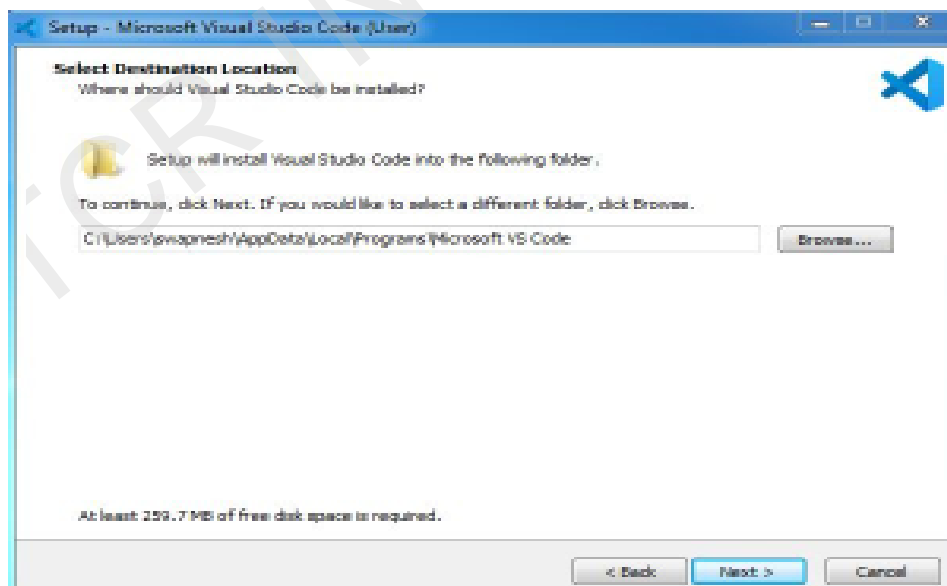 Setup - Microsoft Visual Studio Code (User)
Select Destination Location
Where should Visual Studio Code be installed?
Setup will install Visual Studio Code into the following folder.
To continue, click Next. If you would like to select a different folder, click Browse.
C:\Users\swapnesh\AppData\Local\Programs\Microsoft VS Code
Browse...
At least 259.7 MB of free disk space is required.
< Back
Next >
Cancel